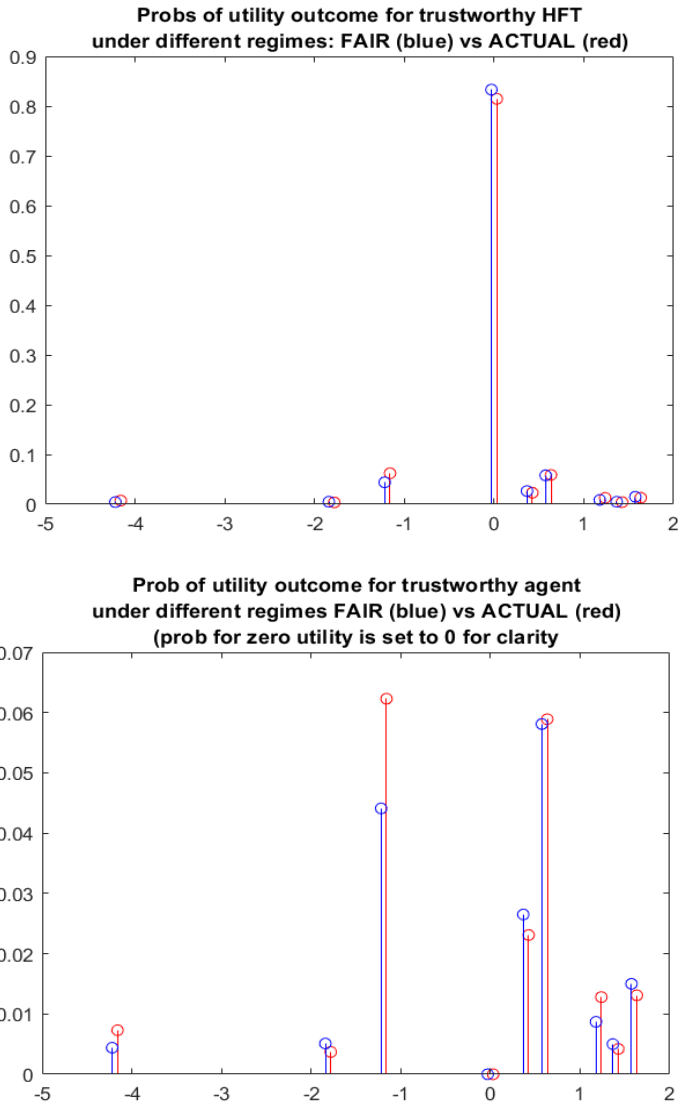 Probs of utility outcome for trustworthy HFT
under different regimes: FAIR (blue) vs ACTUAL (red)
0.9
0.8
0.7
0.6
0.5
0.4
0.3
0.2
0.1
0
-5 -4 -3 -2 -1 0 1 2
Prob of utility outcome for trustworthy agent
under different regimes FAIR (blue) vs ACTUAL (red)
(prob for zero utility is set to 0 for clarity
0.07
0.06
0.05
0.04
0.03
0.02
0.01
0
-5 -4 -3 -2 -1 0 1 2